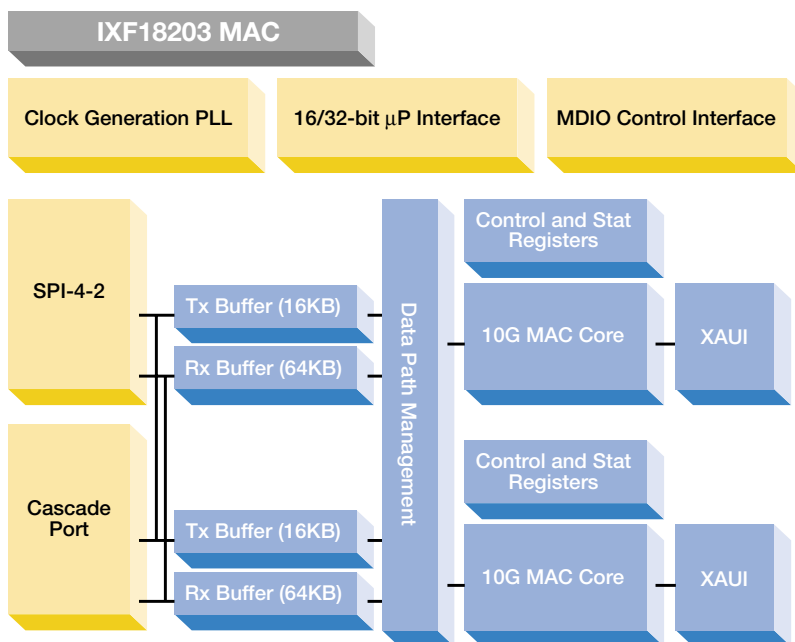 IXF18203 MAC
Clock Generation PLL
16/32-bit µP Interface
MDIO Control Interface
SPI-4-2
Tx Buffer (16KB)
Rx Buffer (64KB)
Data Path Management
Control and Stat
Registers
10G MAC Core
XAUI
Cascade
Port
Tx Buffer (16KB)
Rx Buffer (64KB)
Control and Stat
Registers
10G MAC Core
XAUI